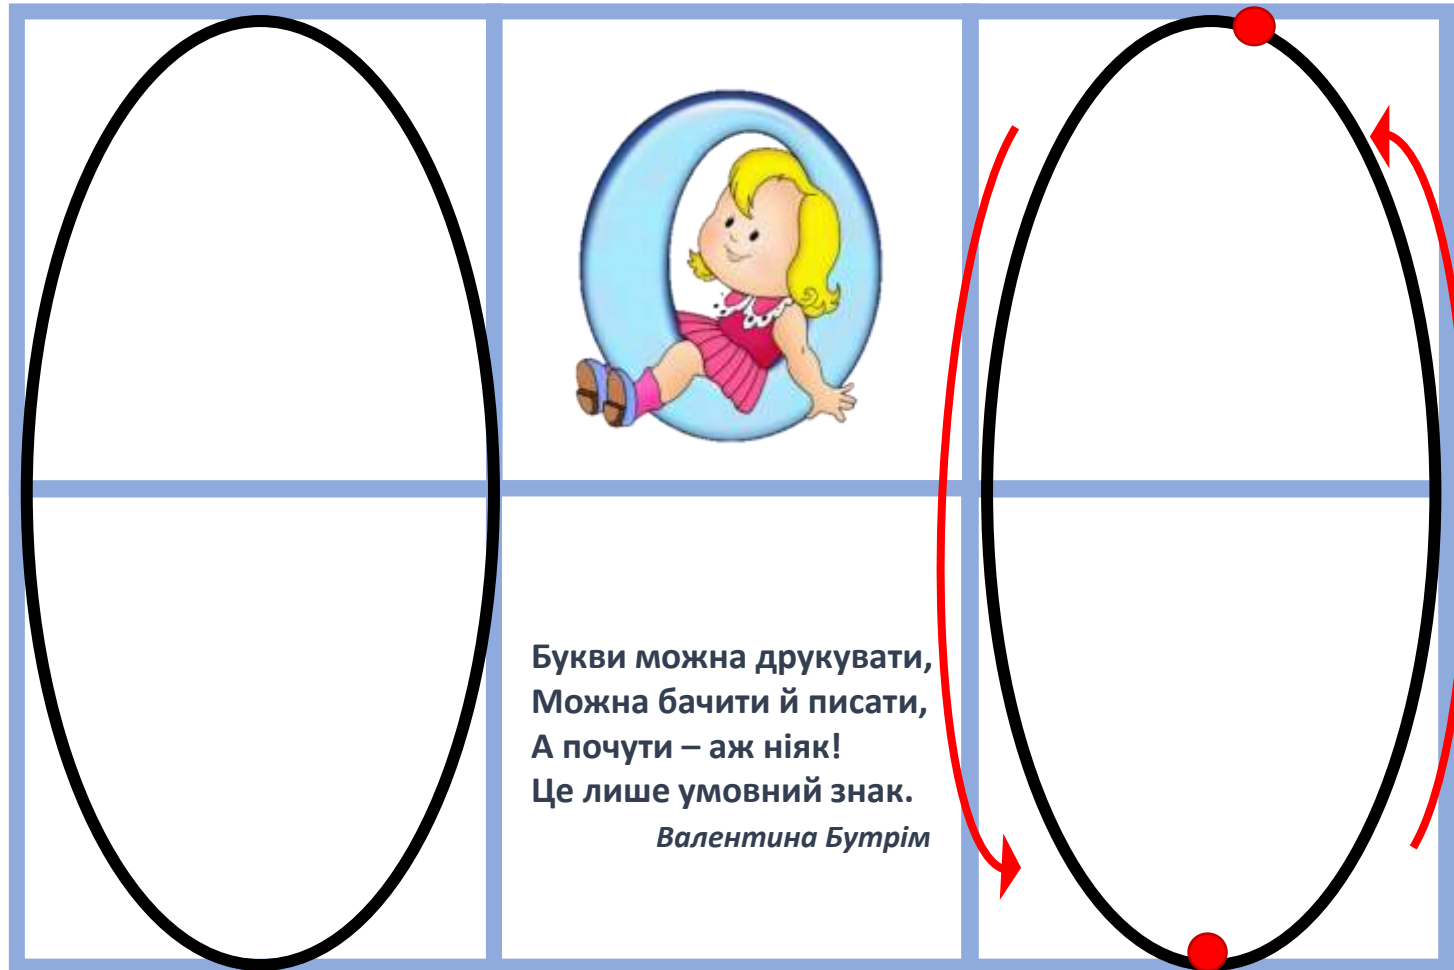 Букви можна друкувати,
Можна бачити й писати,
А почути – аж ніяк!
Це лише умовний знак.
Валентина Бутрім